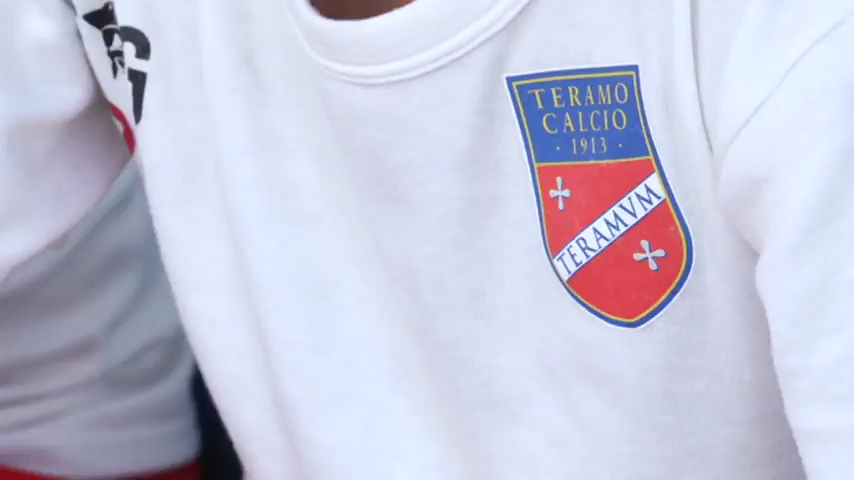 TERAMO
CALCIO
· 1913 ·
TERAMVM